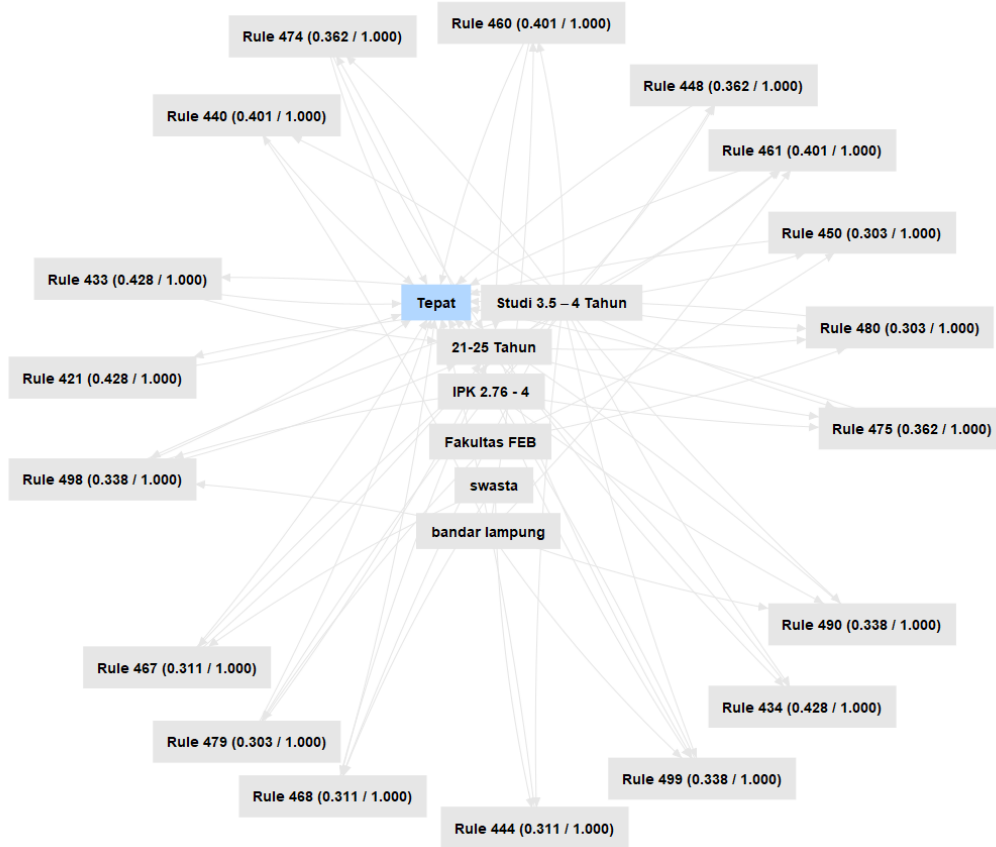 Rule 460 (0.401 / 1.000)
Rule 474 (0.362 / 1.000)
Rule 448 (0.362 / 1.000)
Rule 440 (0.401 / 1.000)
Rule 461 (0.401 / 1.000)
Rule 450 (0.303 / 1.000)
Rule 433 (0.428 / 1.000)
Tepat
Studi 3.5 – 4 Tahun
Rule 480 (0.303 / 1.000)
21-25 Tahun
Rule 421 (0.428 / 1.000)
IPK 2.76 - 4
Rule 475 (0.362 / 1.000)
Fakultas FEB
Rule 498 (0.338 / 1.000)
swasta
bandar lampung
Rule 490 (0.338 / 1.000)
Rule 467 (0.311 / 1.000)
Rule 434 (0.428 / 1.000)
Rule 479 (0.303 / 1.000)
Rule 499 (0.338 / 1.000)
Rule 468 (0.311 / 1.000)
Rule 444 (0.311 / 1.000)